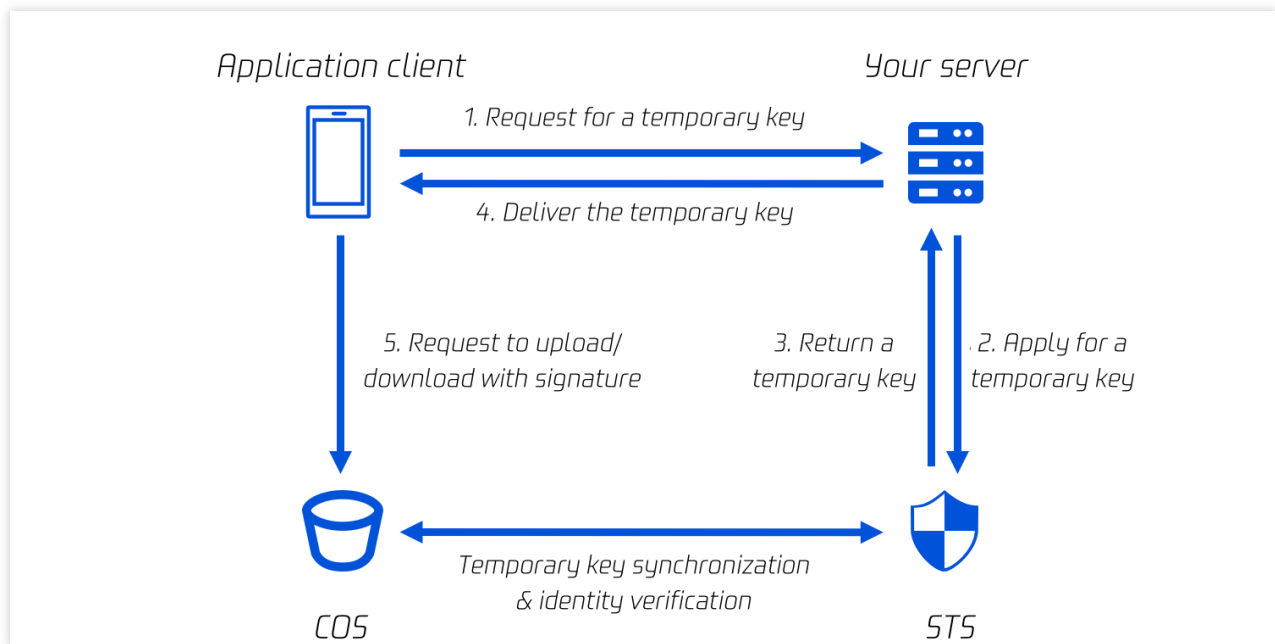 Application client
Your server
1. Request for a temporary key
4. Deliver the temporary key
5. Request to upload/
download with signature
3. Return a
temporary key
2. Apply for a
temporary key
Temporary key synchronization
& identity verification
COS
STS